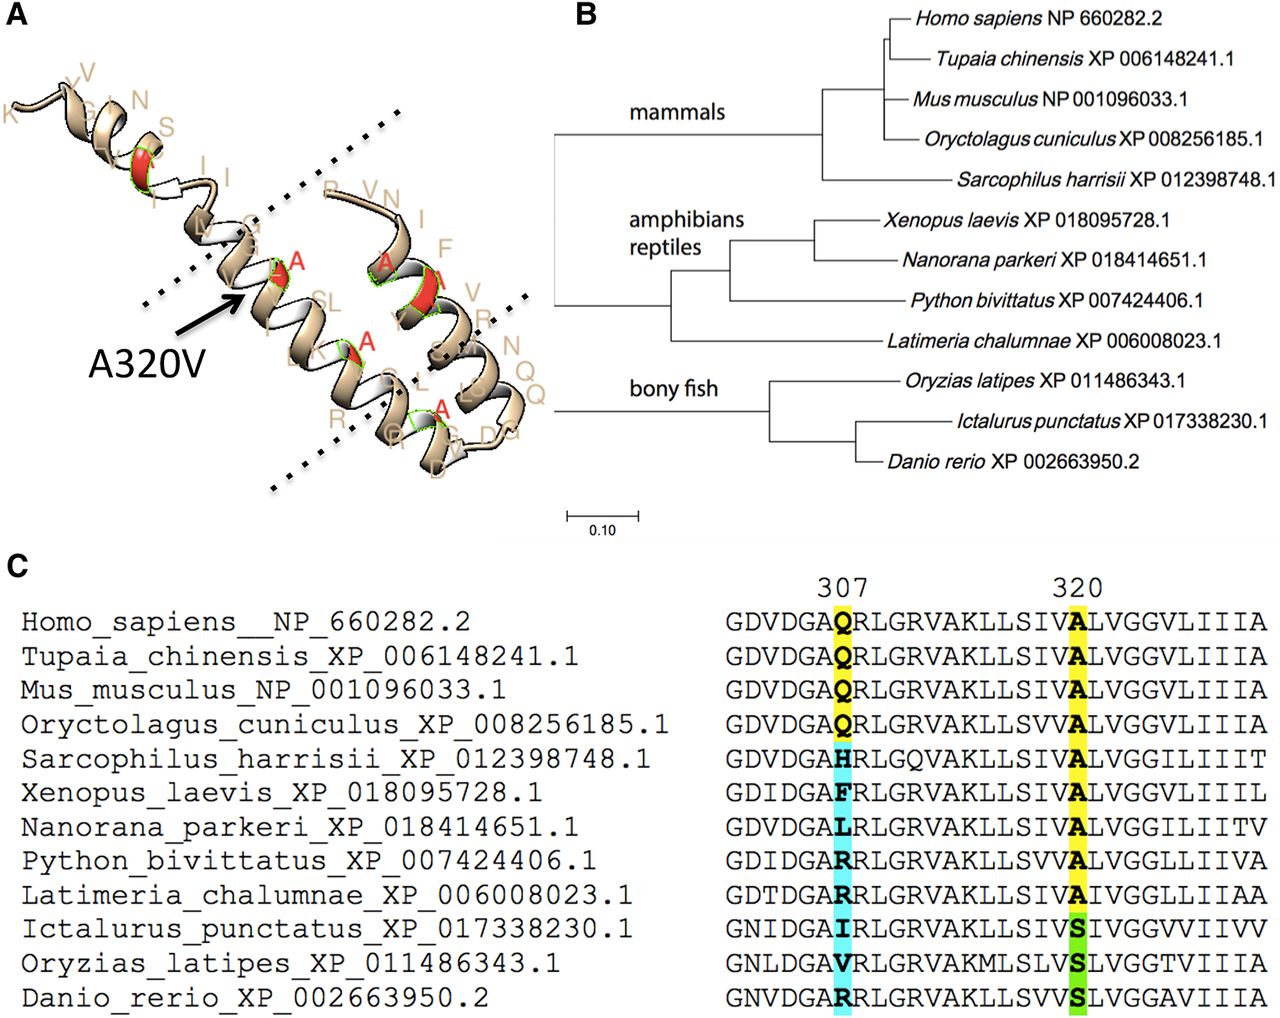 A
B
K
V
Y
G
I
N
S
V
I
I
I
L
V
G
G
V
A
A320V
SL
I
L
K
A
R
G
L
R
A
G
V
D
D
G
R
V
N
I
A
F
A
V
Y
R
S
M
N
Q
Q
L
S
Homo sapiens NP 660282.2
Tupaia chinensis XP 006148241.1
mammals
Mus musculus NP 001096033.1
Oryctolagus cuniculus XP 008256185.1
Sarcophilus harrisii XP 012398748.1
amphibians
reptiles
Xenopus laevis XP 018095728.1
Nanorana parkeri XP 018414651.1
Python bivittatus XP 007424406.1
Latimeria chalumnae XP 006008023.1
bony fish
Oryzias latipes XP 011486343.1
Ictalurus punctatus XP 017338230.1
Danio rerio XP 002663950.2
0.10
C
307 320
Homo_sapiens__NP_660282.2 GDVDGAQRLGRVAKLLSIVALVGGVLIIIA
Tupaia_chinensis_XP_006148241.1 GDVDGAQRLGRVAKLLSIVALVGGVLIIIA
Mus_musculus_NP_001096033.1 GDVDGAQRLGRVAKLLSIVALVGGVLIIIA
Oryctolagus_cuniculus_XP_008256185.1 GDVDGAQRLGRVAKLLSVVALVGGVLIIIA
Sarcophilus_harrisii_XP_012398748.1 GDVDGAHRLGQVAKLLSIVALVGGILIIIT
Xenopus_laevis_XP_018095728.1 GDIDGAFRLGRVAKLLSIVALVGGVLIIIL
Nanorana_parkeri_XP_018414651.1 GDVDGALRLGRVAKLLSIVALVGGILIITV
Python_bivittatus_XP_007424406.1 GDIDGARRLGRVAKLLSVVALVGGLLIIVA
Latimeria_chalumnae_XP_006008023.1 GDTDGARRLGRVAKLLSIVAIVGGLLIIAA
Ictalurus_punctatus_XP_017338230.1 GNIDGAIRLGRVAKLLSIVSIVGGVVIIVV
Oryzias_latipes_XP_011486343.1 GNLDGAVRLGRVAKMLSLVSLVGGTVIIIA
Danio_rerio_XP_002663950.2 GNVDGARRLGRVAKLLSVVSLVGGAVIIIA